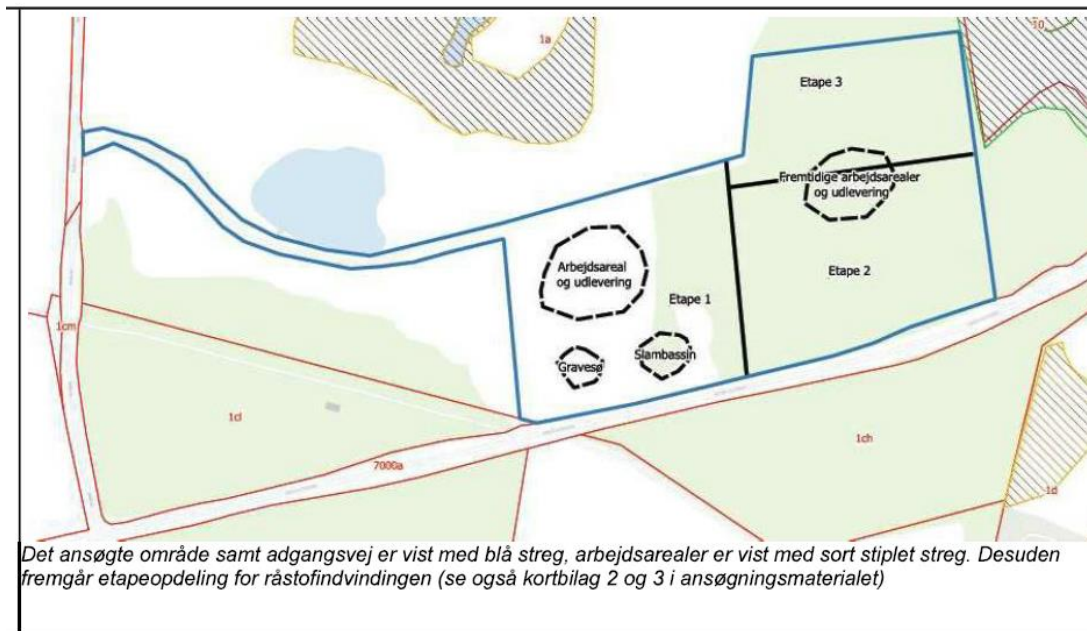 1a
10
Etape 3
Fremtidige arbejdsarealer
og udlevering
Arbejdsareal
og udlevering
Etape 2
Etape 1
1cm
Slambassin
Gravesø
1cl
1ch
7000a
1d
Det ansøgte område samt adgangsvej er vist med blå streg, arbejdsarealer er vist med sort stiplet streg. Desuden
fremgår etapeopdeling for råstofindvindingen (se også kortbilag 2 og 3 i ansøgningsmaterialet)